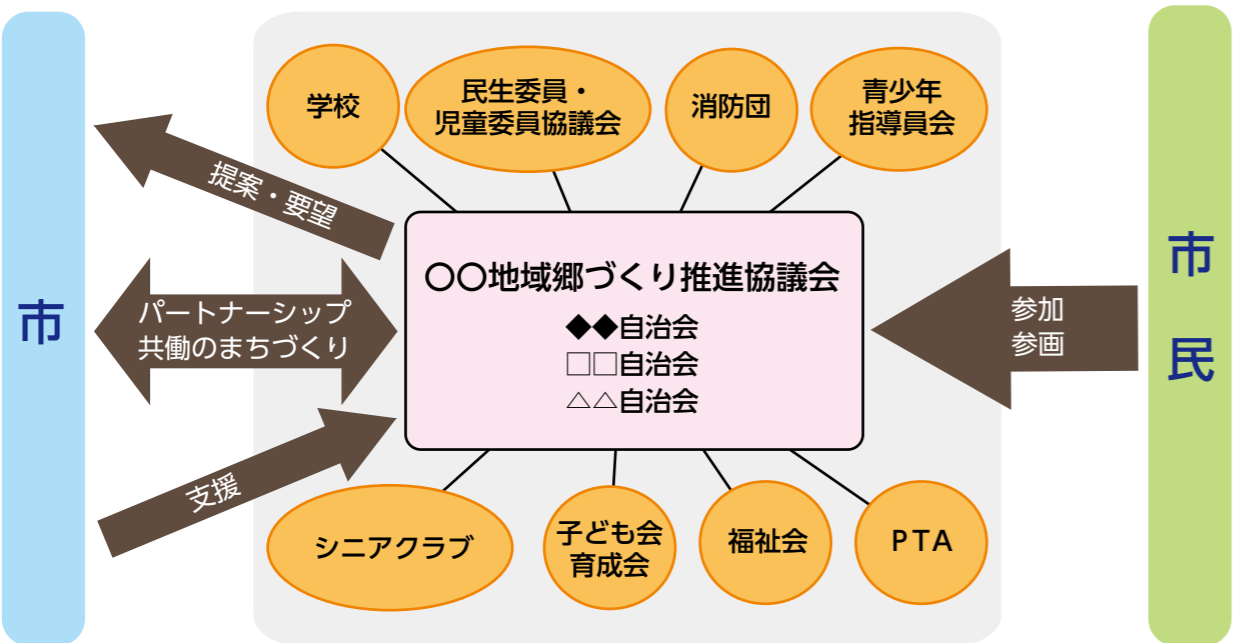 学校
民生委員・
児童委員協議会
消防団
青少年
指導員会
提案・要望
〇〇地域郷づくり推進協議会
◆◆自治会
□□自治会
△△自治会
市
パートナーシップ
共働のまちづくり
参加
参画
市
民
支援
シニアクラブ
子ども会
育成会
福祉会
PTA